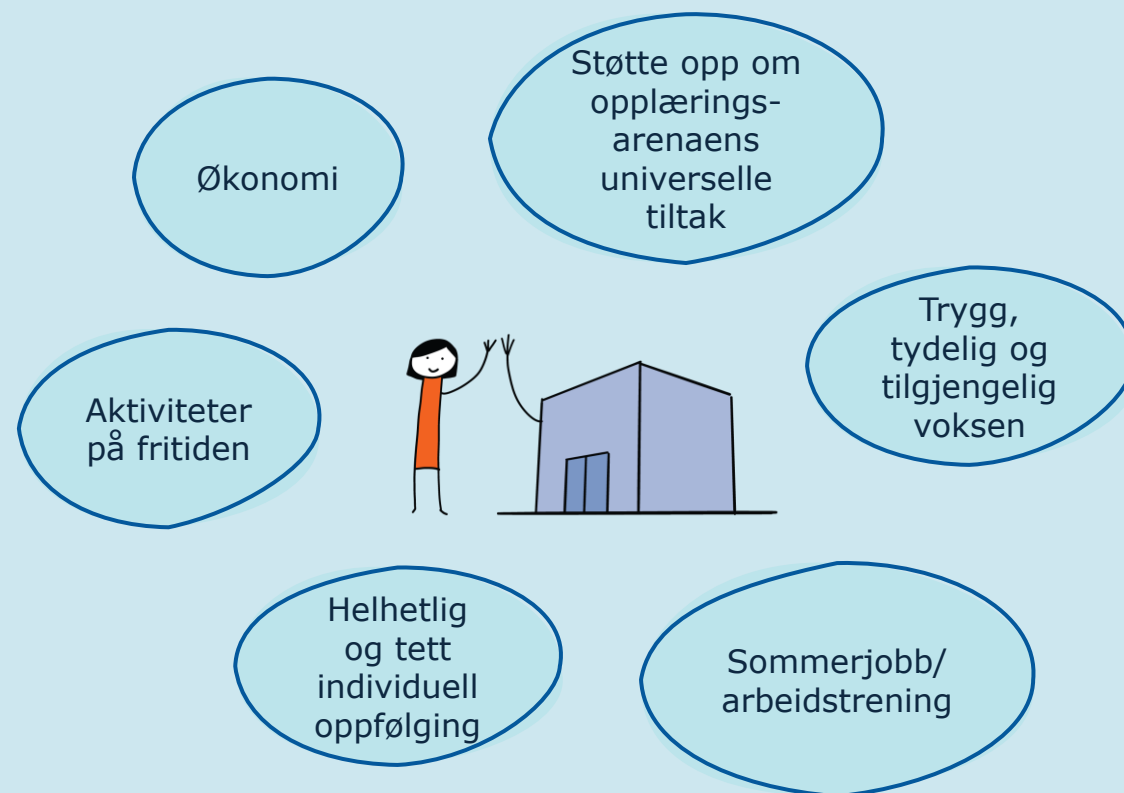 Støtte opp om
opplærings-
arenaens
universelle
tiltak
Økonomi
Trygg,
tydelig og
tilgjengelig
voksen
Aktiviteter
på fritiden
Helhetlig
og tett
individuell
oppfølging
Sommerjobb/
arbeidstrening